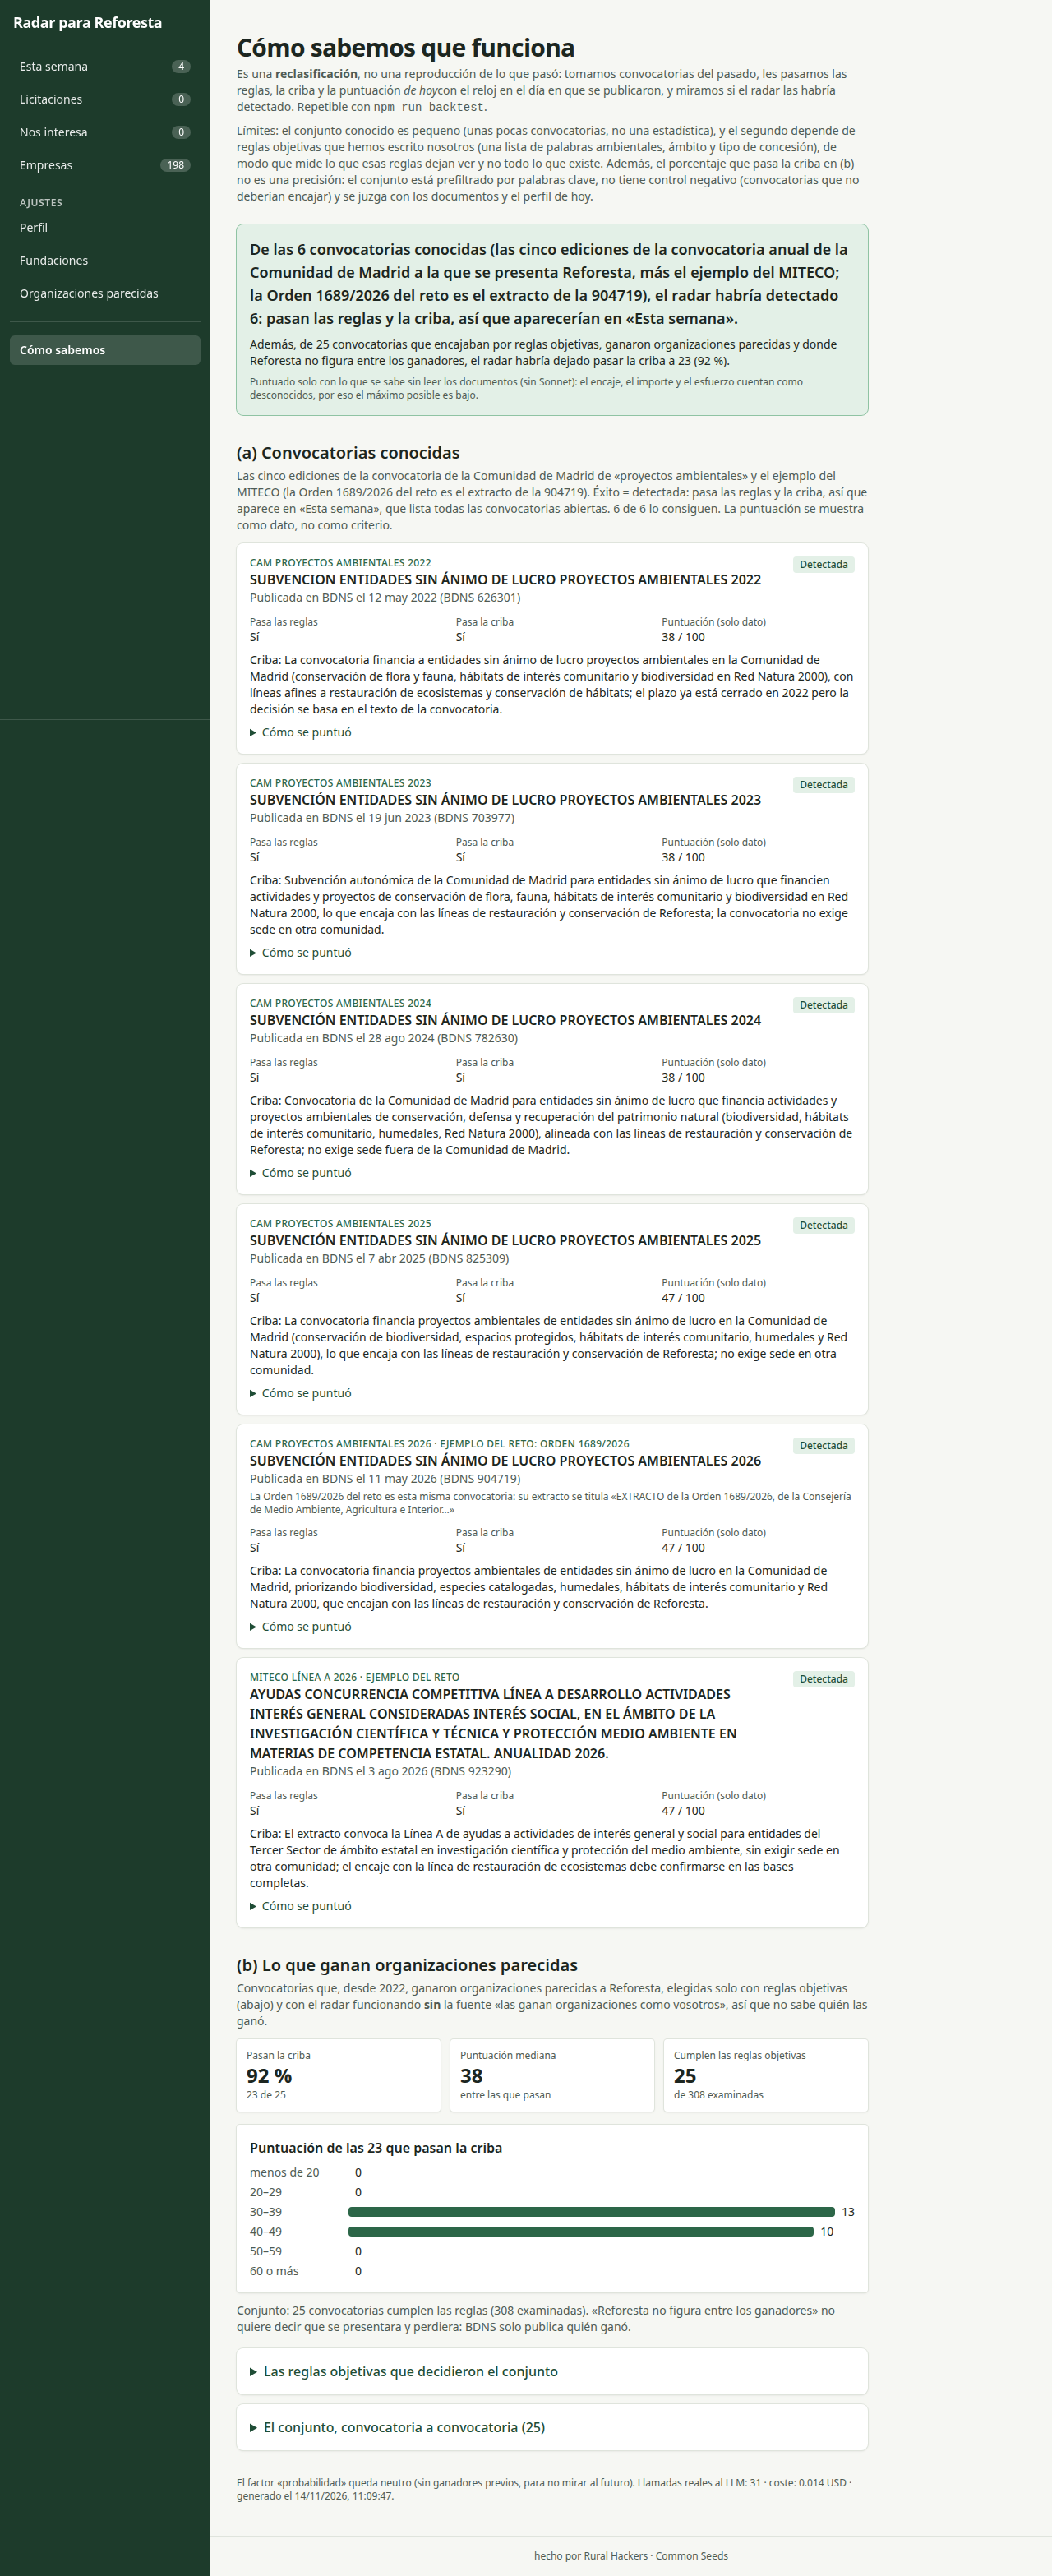 Radar para Reforesta
Esta semana 4
Licitaciones 0
Nos interesa 0
Empresas 198
AJUSTES
Perfil
Fundaciones
Organizaciones parecidas
Cómo sabemos
Cómo sabemos que funciona
Es una reclasificación, no una reproducción de lo que pasó: tomamos convocatorias del pasado, les pasamos las
reglas, la criba y la puntuación de hoycon el reloj en el día en que se publicaron, y miramos si el radar las habría
detectado. Repetible con npm run backtest.
Límites: el conjunto conocido es pequeño (unas pocas convocatorias, no una estadística), y el segundo depende de
reglas objetivas que hemos escrito nosotros (una lista de palabras ambientales, ámbito y tipo de concesión), de
modo que mide lo que esas reglas dejan ver y no todo lo que existe. Además, el porcentaje que pasa la criba en (b)
no es una precisión: el conjunto está prefiltrado por palabras clave, no tiene control negativo (convocatorias que no
deberían encajar) y se juzga con los documentos y el perfil de hoy.
De las 6 convocatorias conocidas (las cinco ediciones de la convocatoria anual de la
Comunidad de Madrid a la que se presenta Reforesta, más el ejemplo del MITECO;
la Orden 1689/2026 del reto es el extracto de la 904719), el radar habría detectado
6: pasan las reglas y la criba, así que aparecerían en «Esta semana».
Además, de 25 convocatorias que encajaban por reglas objetivas, ganaron organizaciones parecidas y donde
Reforesta no figura entre los ganadores, el radar habría dejado pasar la criba a 23 (92 %).
Puntuado solo con lo que se sabe sin leer los documentos (sin Sonnet): el encaje, el importe y el esfuerzo cuentan como
desconocidos, por eso el máximo posible es bajo.
(a) Convocatorias conocidas
Las cinco ediciones de la convocatoria de la Comunidad de Madrid de «proyectos ambientales» y el ejemplo del
MITECO (la Orden 1689/2026 del reto es el extracto de la 904719). Éxito = detectada: pasa las reglas y la criba, así que
aparece en «Esta semana», que lista todas las convocatorias abiertas. 6 de 6 lo consiguen. La puntuación se muestra
como dato, no como criterio.
CAM PROYECTOS AMBIENTALES 2022 Detectada
SUBVENCION ENTIDADES SIN ÁNIMO DE LUCRO PROYECTOS AMBIENTALES 2022
Publicada en BDNS el 12 may 2022 (BDNS 626301)
Pasa las reglas Pasa la criba Puntuación (solo dato)
Sí Sí 38 / 100
Criba: La convocatoria financia a entidades sin ánimo de lucro proyectos ambientales en la Comunidad de
Madrid (conservación de flora y fauna, hábitats de interés comunitario y biodiversidad en Red Natura 2000), con
líneas afines a restauración de ecosistemas y conservación de hábitats; el plazo ya está cerrado en 2022 pero la
decisión se basa en el texto de la convocatoria.
▶ Cómo se puntuó
CAM PROYECTOS AMBIENTALES 2023 Detectada
SUBVENCIÓN ENTIDADES SIN ÁNIMO DE LUCRO PROYECTOS AMBIENTALES 2023
Publicada en BDNS el 19 jun 2023 (BDNS 703977)
Pasa las reglas Pasa la criba Puntuación (solo dato)
Sí Sí 38 / 100
Criba: Subvención autonómica de la Comunidad de Madrid para entidades sin ánimo de lucro que financien
actividades y proyectos de conservación de flora, fauna, hábitats de interés comunitario y biodiversidad en Red
Natura 2000, lo que encaja con las líneas de restauración y conservación de Reforesta; la convocatoria no exige
sede en otra comunidad.
▶ Cómo se puntuó
CAM PROYECTOS AMBIENTALES 2024 Detectada
SUBVENCIÓN ENTIDADES SIN ÁNIMO DE LUCRO PROYECTOS AMBIENTALES 2024
Publicada en BDNS el 28 ago 2024 (BDNS 782630)
Pasa las reglas Pasa la criba Puntuación (solo dato)
Sí Sí 38 / 100
Criba: Convocatoria de la Comunidad de Madrid para entidades sin ánimo de lucro que financia actividades y
proyectos ambientales de conservación, defensa y recuperación del patrimonio natural (biodiversidad, hábitats
de interés comunitario, humedales, Red Natura 2000), alineada con las líneas de restauración y conservación de
Reforesta; no exige sede fuera de la Comunidad de Madrid.
▶ Cómo se puntuó
CAM PROYECTOS AMBIENTALES 2025 Detectada
SUBVENCIÓN ENTIDADES SIN ÁNIMO DE LUCRO PROYECTOS AMBIENTALES 2025
Publicada en BDNS el 7 abr 2025 (BDNS 825309)
Pasa las reglas Pasa la criba Puntuación (solo dato)
Sí Sí 47 / 100
Criba: La convocatoria financia proyectos ambientales de entidades sin ánimo de lucro en la Comunidad de
Madrid (conservación de biodiversidad, espacios protegidos, hábitats de interés comunitario, humedales y Red
Natura 2000), lo que encaja con las líneas de restauración y conservación de Reforesta; no exige sede en otra
comunidad.
▶ Cómo se puntuó
CAM PROYECTOS AMBIENTALES 2026 · EJEMPLO DEL RETO: ORDEN 1689/2026 Detectada
SUBVENCIÓN ENTIDADES SIN ÁNIMO DE LUCRO PROYECTOS AMBIENTALES 2026
Publicada en BDNS el 11 may 2026 (BDNS 904719)
La Orden 1689/2026 del reto es esta misma convocatoria: su extracto se titula «EXTRACTO de la Orden 1689/2026, de la Consejería
de Medio Ambiente, Agricultura e Interior...»
Pasa las reglas Pasa la criba Puntuación (solo dato)
Sí Sí 47 / 100
Criba: La convocatoria financia proyectos ambientales de entidades sin ánimo de lucro en la Comunidad de
Madrid, priorizando biodiversidad, especies catalogadas, humedales, hábitats de interés comunitario y Red
Natura 2000, que encajan con las líneas de restauración y conservación de Reforesta.
▶ Cómo se puntuó
MITECO LÍNEA A 2026 · EJEMPLO DEL RETO Detectada
AYUDAS CONCURRENCIA COMPETITIVA LÍNEA A DESARROLLO ACTIVIDADES
INTERÉS GENERAL CONSIDERADAS INTERÉS SOCIAL, EN EL ÁMBITO DE LA
INVESTIGACIÓN CIENTÍFICA Y TÉCNICA Y PROTECCIÓN MEDIO AMBIENTE EN
MATERIAS DE COMPETENCIA ESTATAL. ANUALIDAD 2026.
Publicada en BDNS el 3 ago 2026 (BDNS 923290)
Pasa las reglas Pasa la criba Puntuación (solo dato)
Sí Sí 47 / 100
Criba: El extracto convoca la Línea A de ayudas a actividades de interés general y social para entidades del
Tercer Sector de ámbito estatal en investigación científica y protección del medio ambiente, sin exigir sede en
otra comunidad; el encaje con la línea de restauración de ecosistemas debe confirmarse en las bases
completas.
▶ Cómo se puntuó
(b) Lo que ganan organizaciones parecidas
Convocatorias que, desde 2022, ganaron organizaciones parecidas a Reforesta, elegidas solo con reglas objetivas
(abajo) y con el radar funcionando sin la fuente «las ganan organizaciones como vosotros», así que no sabe quién las
ganó.
Pasan la criba Puntuación mediana Cumplen las reglas objetivas
92 % 38 25
23 de 25 entre las que pasan de 308 examinadas
Puntuación de las 23 que pasan la criba
menos de 20 0
20–29 0
30–39 13
40–49 10
50–59 0
60 o más 0
Conjunto: 25 convocatorias cumplen las reglas (308 examinadas). «Reforesta no figura entre los ganadores» no
quiere decir que se presentara y perdiera: BDNS solo publica quién ganó.
▶ Las reglas objetivas que decidieron el conjunto
▶ El conjunto, convocatoria a convocatoria (25)
El factor «probabilidad» queda neutro (sin ganadores previos, para no mirar al futuro). Llamadas reales al LLM: 31 · coste: 0.014 USD ·
generado el 14/11/2026, 11:09:47.
hecho por Rural Hackers · Common Seeds